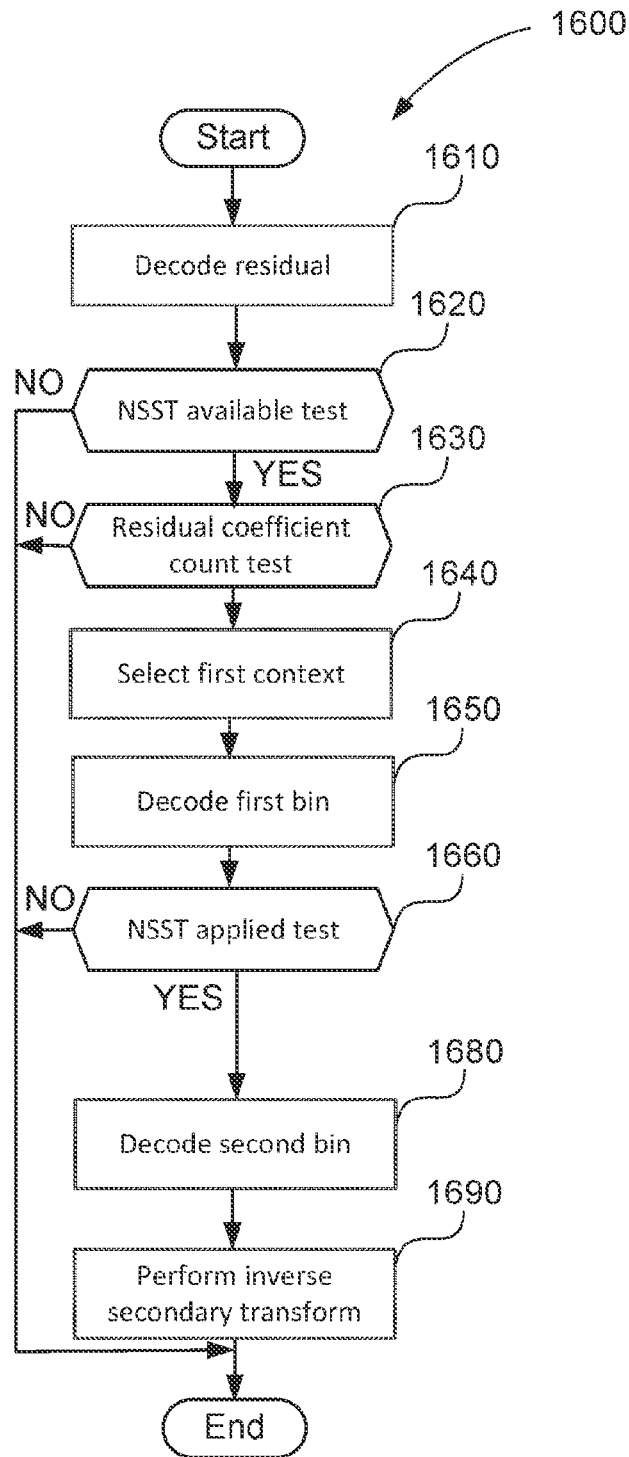 1600
Start
1610
Decode residual
1620
NO
NSST available test
YES
1630
NO
Residual coefficient
count test
1640
Select first context
1650
Decode first bin
1660
NO
NSST applied test
YES
1680
Decode second bin
1690
Perform inverse
secondary transform
End